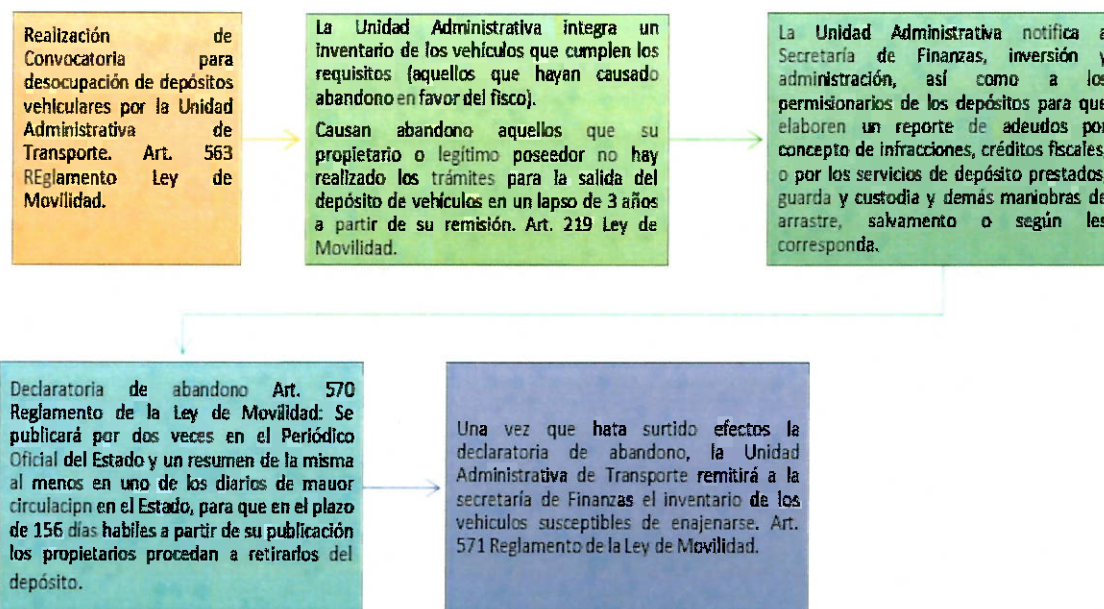 Realización de
Convocatoria para
desocupación de depósitos
vehiculares por la Unidad
Administrativa de
Transporte. Art. 563
REglamento Ley de
Movilidad.
La Unidad Administrativa integra un
inventario de los vehículos que cumplen los
requisitos (aquellos que hayan causado
abandono en favor del fisco).
Causan abandono aquellos que su
propietario o legítimo poseedor no hay
realizado los trámites para la salida del
depósito de vehículos en un lapso de 3 años
a partir de su remisión. Art. 219 Ley de
Movilidad.
La Unidad Administrativa notifica a
Secretaría de Finanzas, inversión y
administración, así como a los
permisionarios de los depósitos para que
elaboren un reporte de adeudos por
concepto de infracciones, créditos fiscales,
o por los servicios de depósito prestados,
guarda y custodia y demás maniobras de
arrastre, salvamento o según les
corresponda.
Declaratoria de abandono Art. 570
Reglamento de la Ley de Movilidad: Se
publicará por dos veces en el Periódico
Oficial del Estado y un resumen de la misma
al menos en uno de los diarios de mauor
circulacipn en el Estado, para que en el plazo
de 156 días habiles a partir de su publicación
los propietarios procedan a retirarlos del
depósito.
Una vez que hata surtido efectos la
declaratoria de abandono, la Unidad
Administrativa de Transporte remitirá a la
secretaría de Finanzas el inventario de los
vehiculos susceptibles de enajenarse. Art.
571 Reglamento de la Ley de Movilidad.